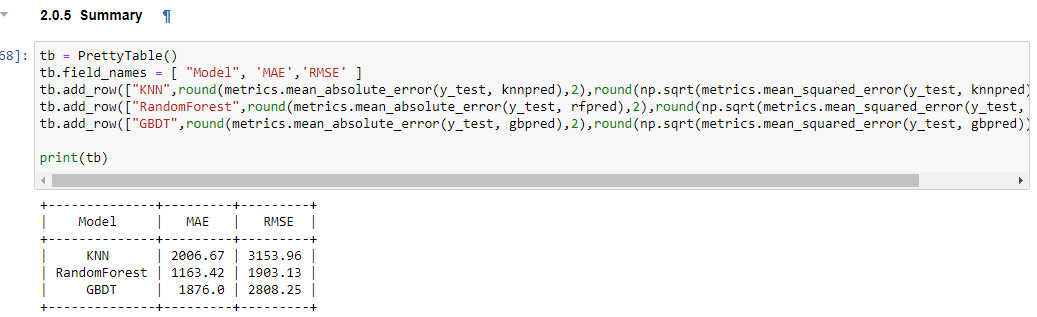 2.0.5 Summary ¶
68]: tb = PrettyTable()
tb.field_names = [ "Model", 'MAE','RMSE' ]
tb.add_row(["KNN",round(metrics.mean_absolute_error(y_test, knnpred),2),round(np.sqrt(metrics.mean_squared_error(y_test, knnpred)
tb.add_row(["RandomForest",round(metrics.mean_absolute_error(y_test, rfpred),2),round(np.sqrt(metrics.mean_squared_error(y_test,
tb.add_row(["GBDT",round(metrics.mean_absolute_error(y_test, gbpred),2),round(np.sqrt(metrics.mean_squared_error(y_test, gbpred))
print(tb)
+--------------+---------+---------+
|    Model     |   MAE   |   RMSE  |
+--------------+---------+---------+
|     KNN      | 2006.67 | 3153.96 |
| RandomForest | 1163.42 | 1903.13 |
|     GBDT     |  1876.0 | 2808.25 |
+--------------+---------+---------+